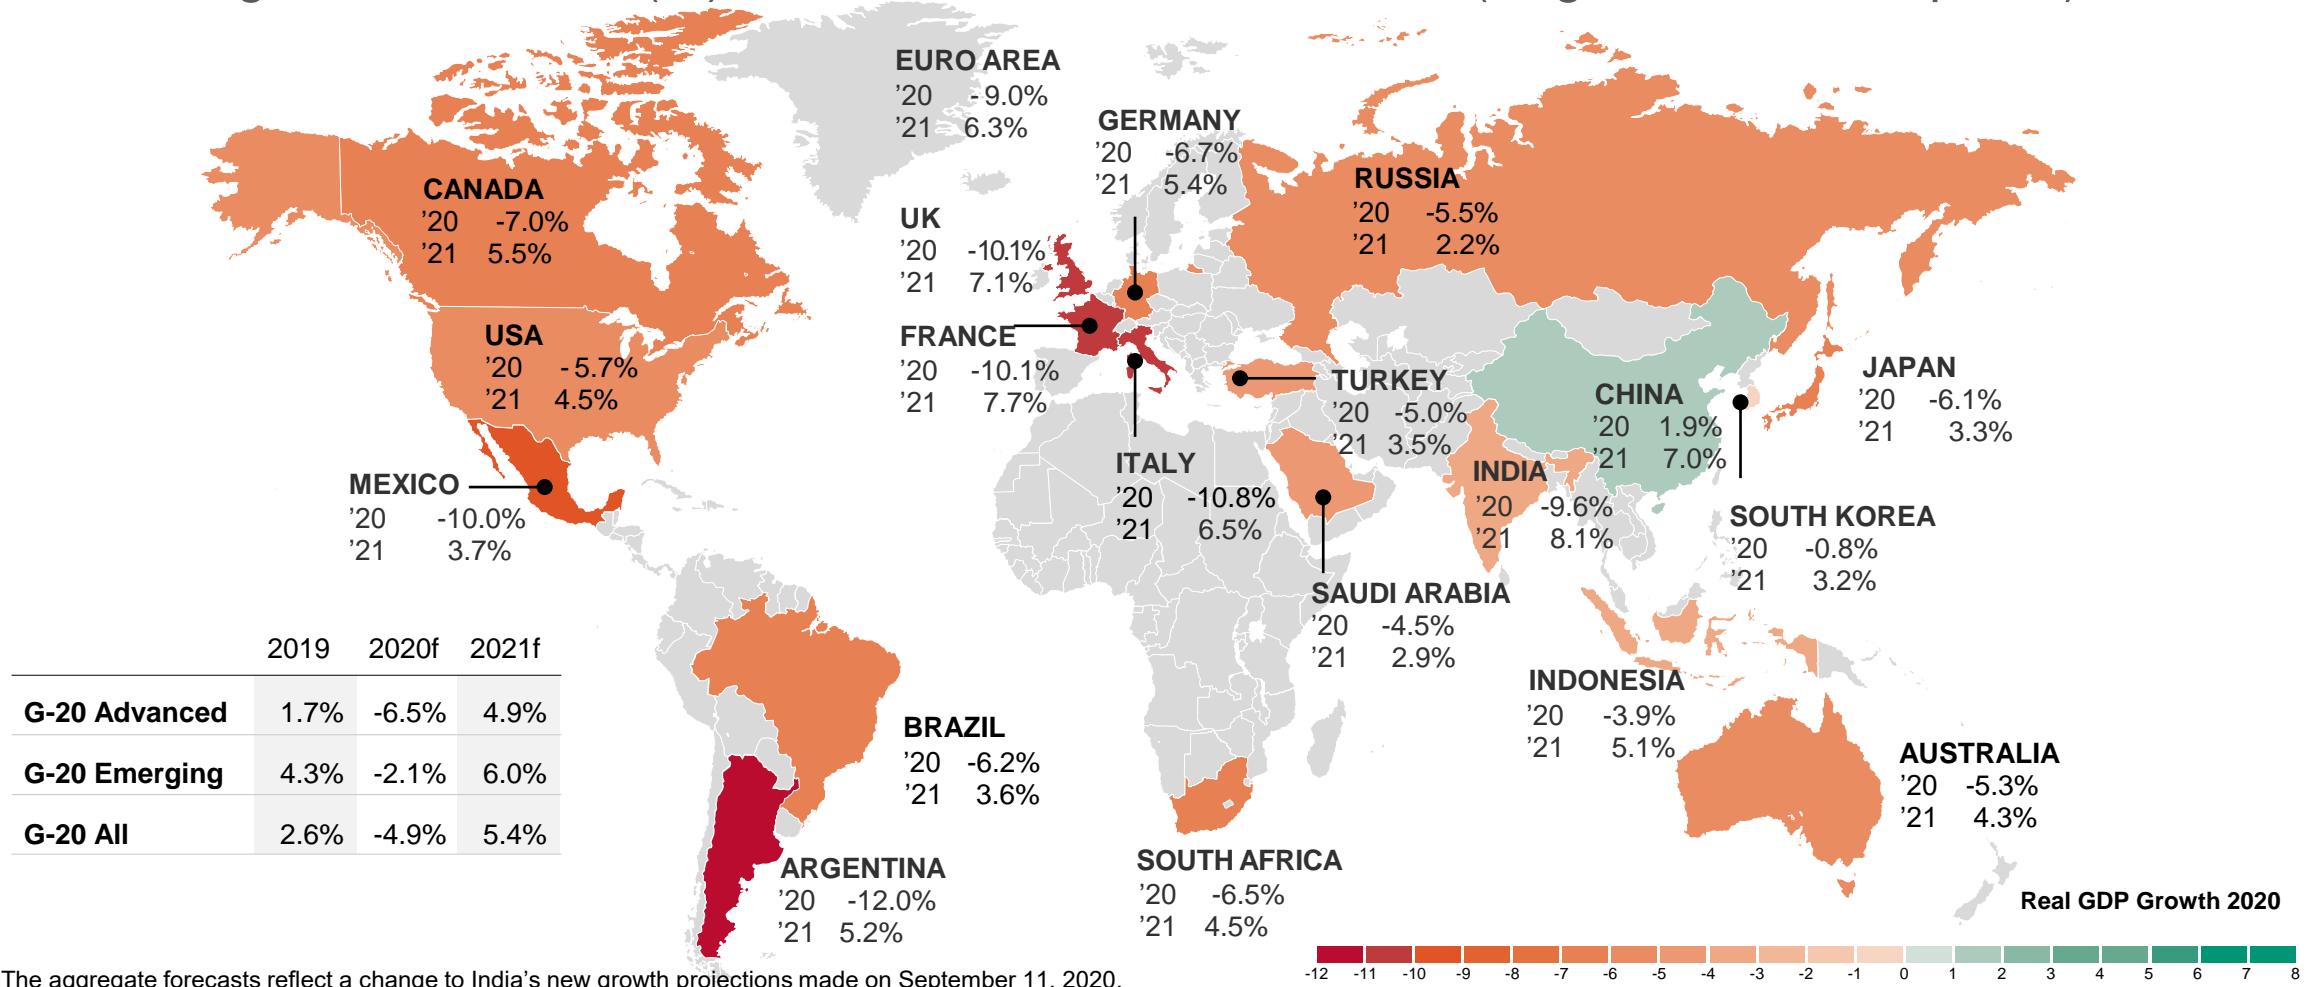 EURO AREA
’20 -9.0%
’21 6.3%
GERMANY
’20 -6.7%
’21 5.4%
CANADA
’20 -7.0%
’21 5.5%
RUSSIA
’20 -5.5%
’21 2.2%
UK
’20 -10.1%
’21 7.1%
USA
’20 -5.7%
’21 4.5%
FRANCE
’20 -10.1%
’21 7.7%
TURKEY
’20 -5.0%
’21 3.5%
CHINA
’20 1.9%
’21 7.0%
JAPAN
’20 -6.1%
’21 3.3%
MEXICO
’20 -10.0%
’21 3.7%
ITALY
’20 -10.8%
’21 6.5%
INDIA
’20 -9.6%
’21 8.1%
SOUTH KOREA
’20 -0.8%
’21 3.2%
SAUDI ARABIA
’20 -4.5%
’21 2.9%
INDONESIA
’20 -3.9%
’21 5.1%
2019 2020f 2021f
G-20 Advanced 1.7% -6.5% 4.9%
G-20 Emerging 4.3% -2.1% 6.0%
G-20 All 2.6% -4.9% 5.4%
BRAZIL
’20 -6.2%
’21 3.6%
AUSTRALIA
’20 -5.3%
’21 4.3%
ARGENTINA
’20 -12.0%
’21 5.2%
SOUTH AFRICA
’20 -6.5%
’21 4.5%
Real GDP Growth 2020
-12 -11 -10 -9 -8 -7 -6 -5 -4 -3 -2 -1 0 1 2 3 4 5 6 7 8
The aggregate forecasts reflect a change to India’s new growth projections made on September 11, 2020.